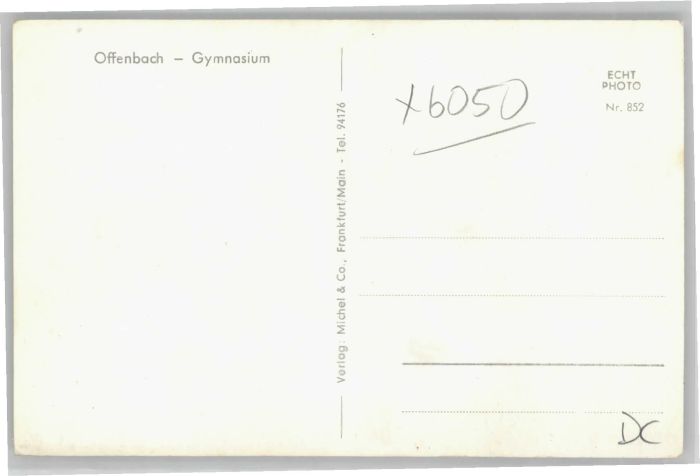 Offenbach – Gymnasium
Verlag: Michel & Co., Frankfurt/Main - Tel. 94176
x6050
ECHT
PHOTO
Nr. 852
DC